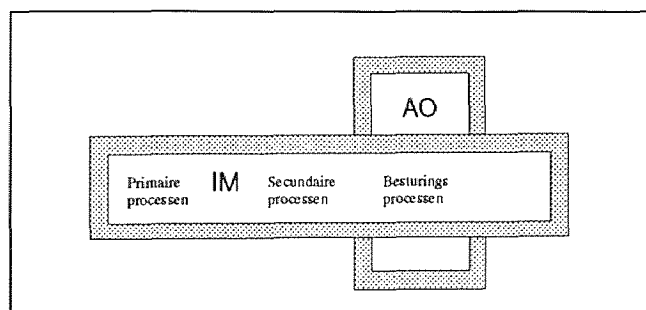 AO
Primaire
processen
IM
Secundaire
processen
Besturings
processen